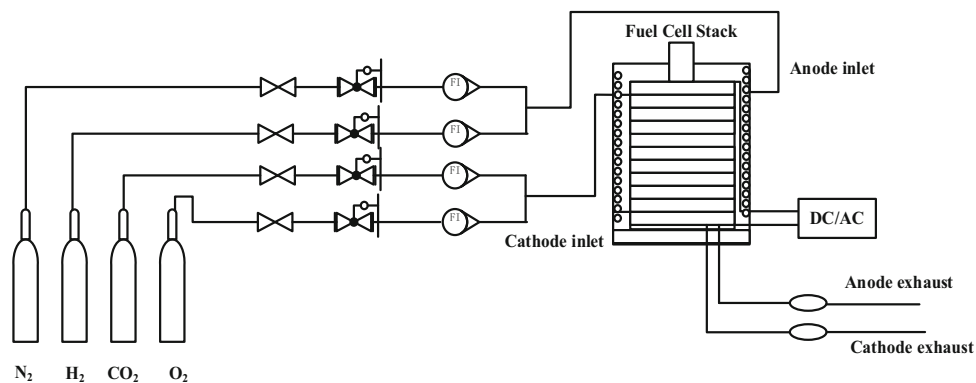 Fuel Cell Stack
Anode inlet
FI
FI
FI
FI
Cathode inlet
DC/AC
Anode exhaust
Cathode exhaust
N₂ H₂ CO₂ O₂